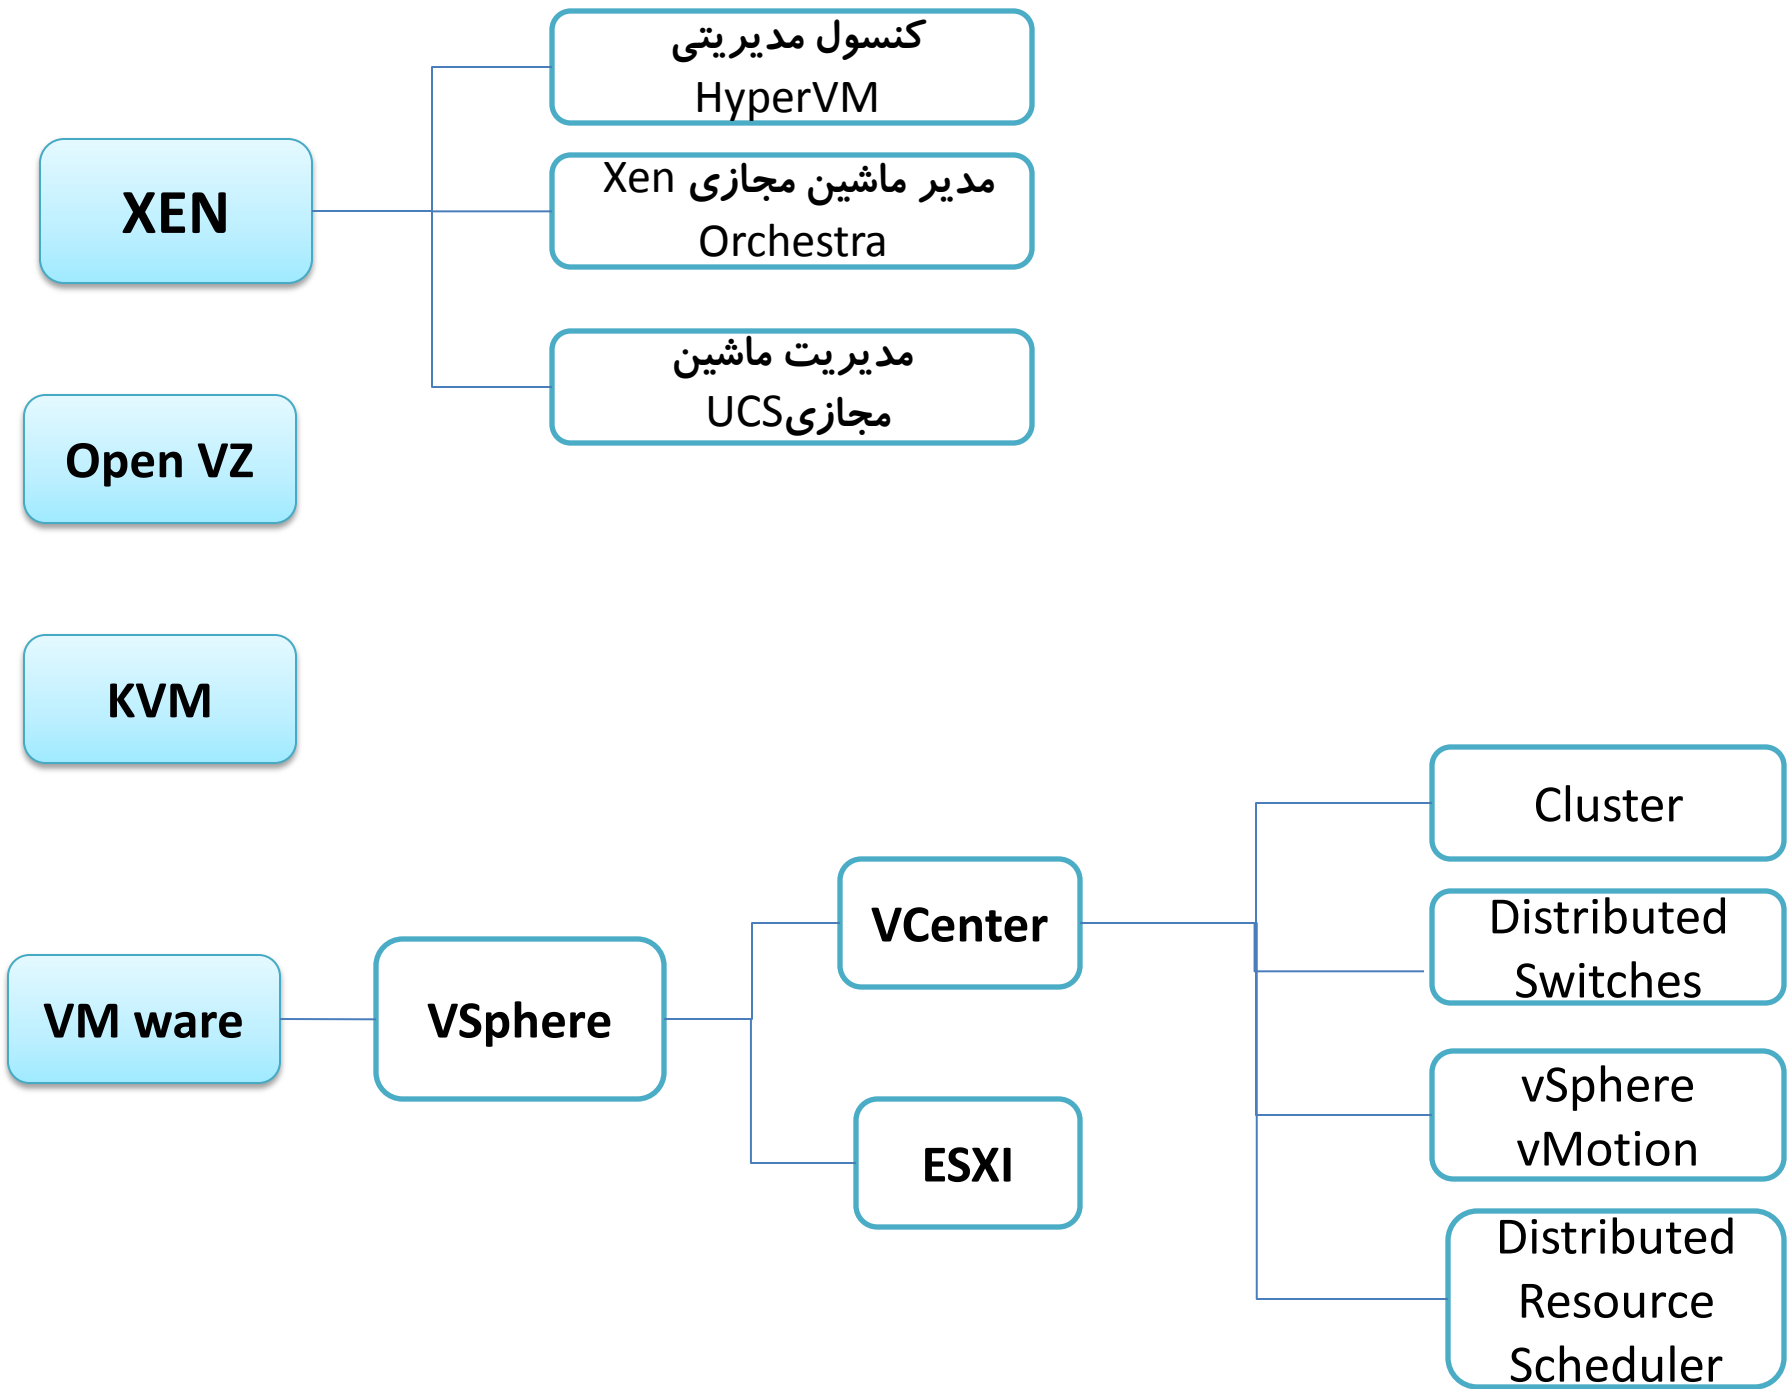 کنسول مدیریتی
HyperVM
XEN
مدیر ماشین مجازی Xen
Orchestra
مدیریت ماشین
مجازیUCS
Open VZ
KVM
VM ware
VSphere
VCenter
ESXI
Cluster
Distributed
Switches
vSphere
vMotion
Distributed
Resource
Scheduler